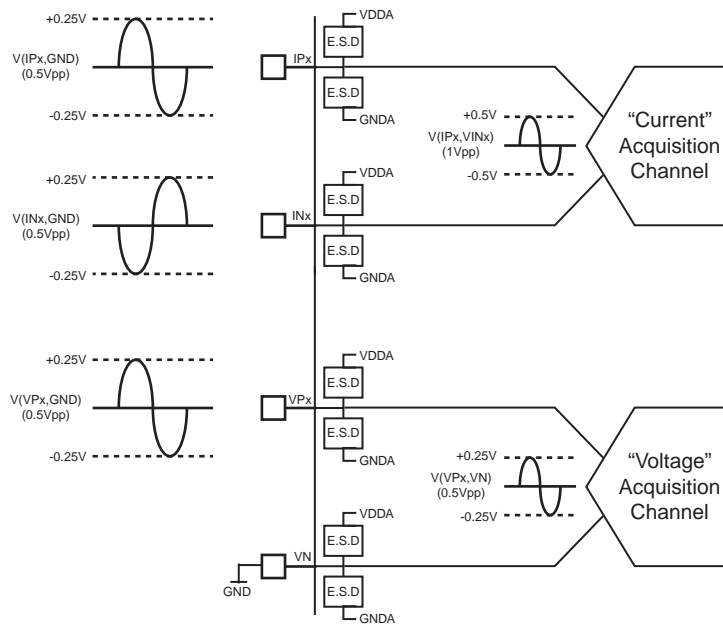 +0.25V
V(IPx,GND)
(0.5Vpp)
-0.25V
IPx
VDDA
E.S.D
E.S.D
GNDA
+0.5V
V(IPx,VINx)
(1Vpp)
-0.5V
“Current”
Acquisition
Channel
+0.25V
V(INx,GND)
(0.5Vpp)
-0.25V
INx
VDDA
E.S.D
E.S.D
GNDA
+0.25V
V(VPx,GND)
(0.5Vpp)
-0.25V
VPx
VDDA
E.S.D
E.S.D
GNDA
+0.25V
V(VPx,VN)
(0.5Vpp)
-0.25V
“Voltage”
Acquisition
Channel
GND
VN
VDDA
E.S.D
E.S.D
GNDA